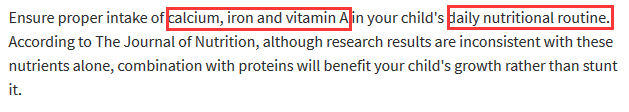 Ensure proper intake of calcium, iron and vitamin A in your child's daily nutritional routine.
According to The Journal of Nutrition, although research results are inconsistent with these
nutrients alone, combination with proteins will benefit your child's growth rather than stunt
it.